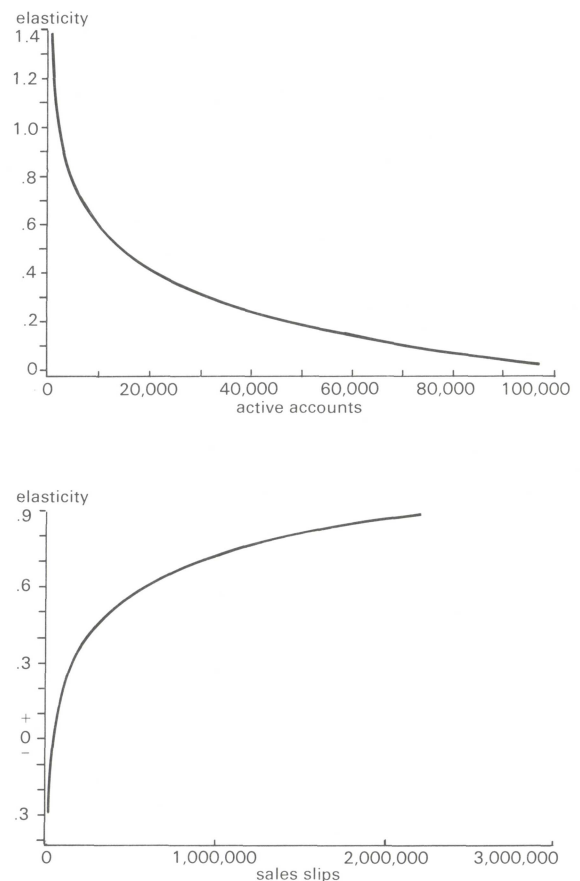 elasticity
1.4
1.2
1.0
.8
.6
.4
.2
0
0 20,000 40,000 60,000 80,000 100,000
active accounts
elasticity
.9
.6
.3
+
0
−
.3
0 1,000,000 2,000,000 3,000,000
sales slips